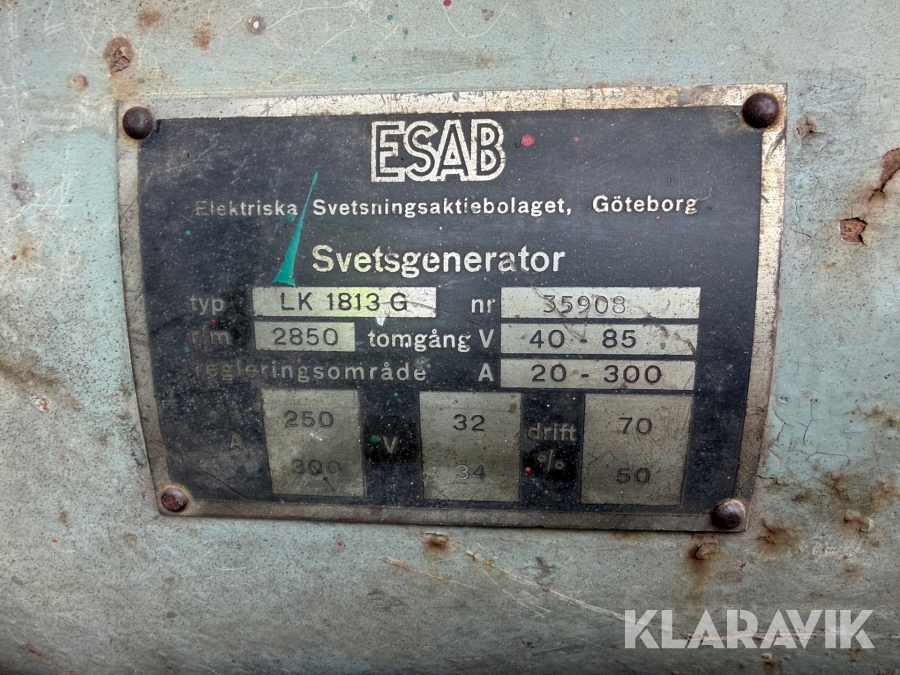 ESAB
Elektriska Svetsningsaktiebolaget, Göteborg
Svetsgenerator
typ LK 1813 G nr 35908
r/m 2850 tomgång V 40 - 85
regleringsområde A 20 - 300
A 250 V 32 drift 70
300 34 % 50
KLARAVIK